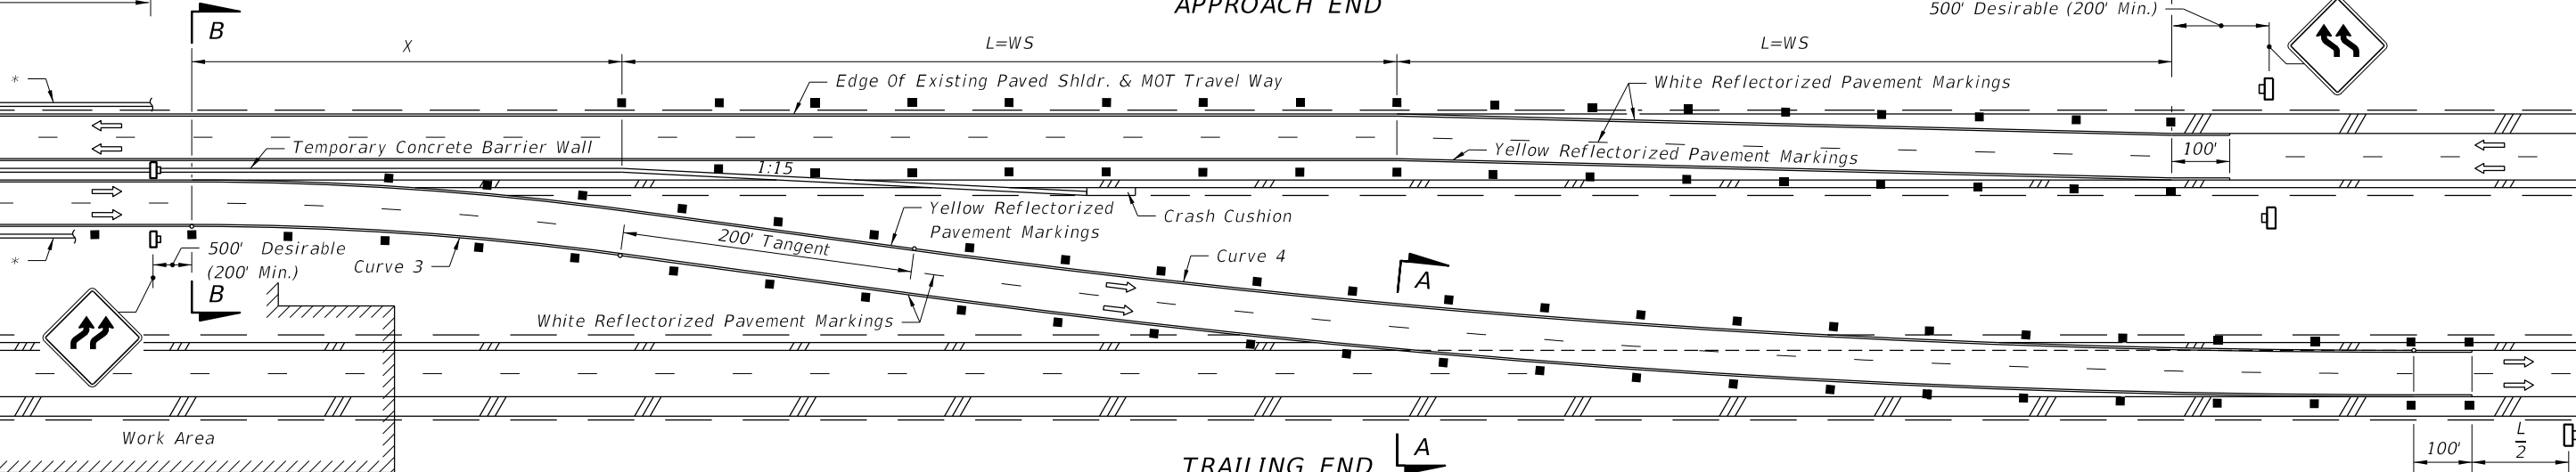 APPROACH END
500' Desirable (200' Min.)
B
X
L=WS
L=WS
*
Edge Of Existing Paved Shldr. & MOT Travel Way
White Reflectorized Pavement Markings
Temporary Concrete Barrier Wall
1:15
Yellow Reflectorized Pavement Markings
100'
Yellow Reflectorized
Pavement Markings
Crash Cushion
200' Tangent
*
500' Desirable
(200' Min.)
Curve 3
Curve 4
B
A
White Reflectorized Pavement Markings
Work Area
A
100'
L
2
TRAILING END